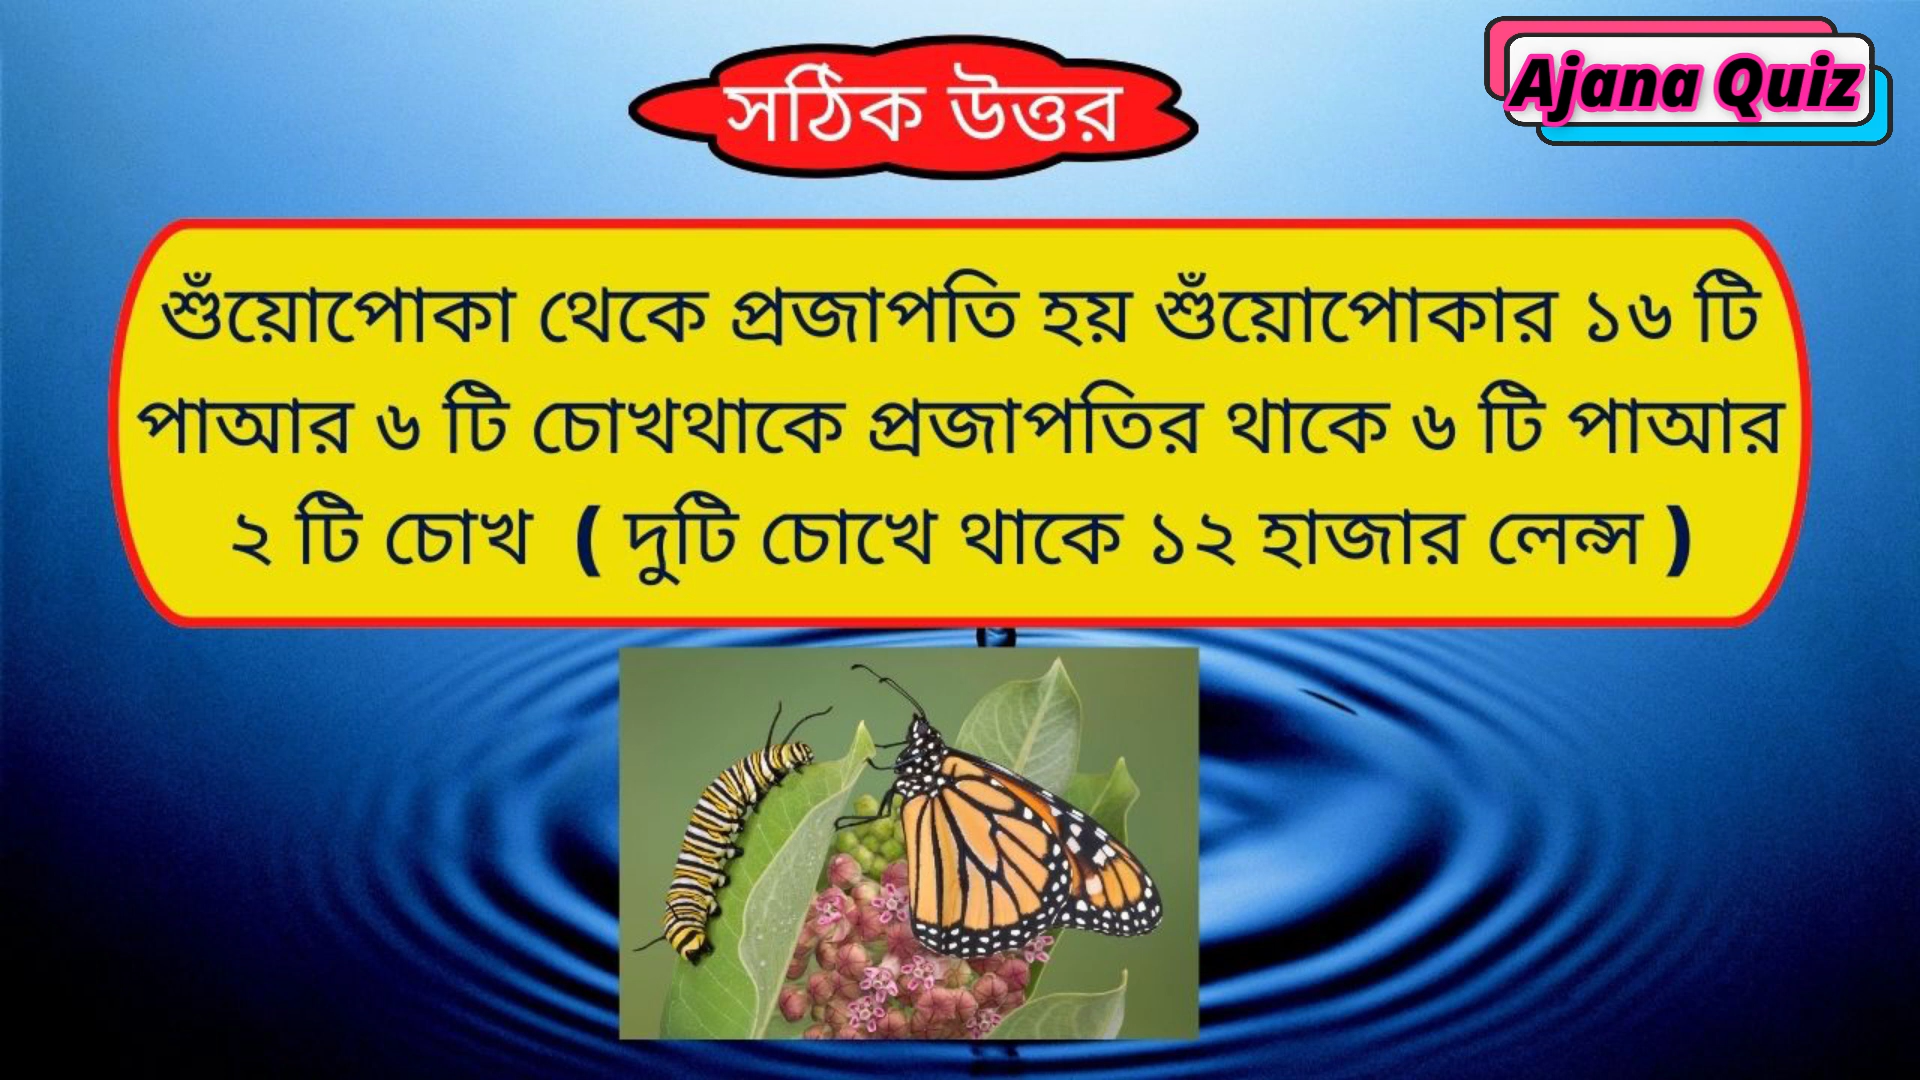 সঠিক উত্তর
Ajana Quiz
শুঁয়োপোকা থেকে প্রজাপতি হয় শুঁয়োপোকার ১৬ টি
পাআর ৬ টি চোখথাকে প্রজাপতির থাকে ৬ টি পাআর
২ টি চোখ ( দুটি চোখে থাকে ১২ হাজার লেন্স )